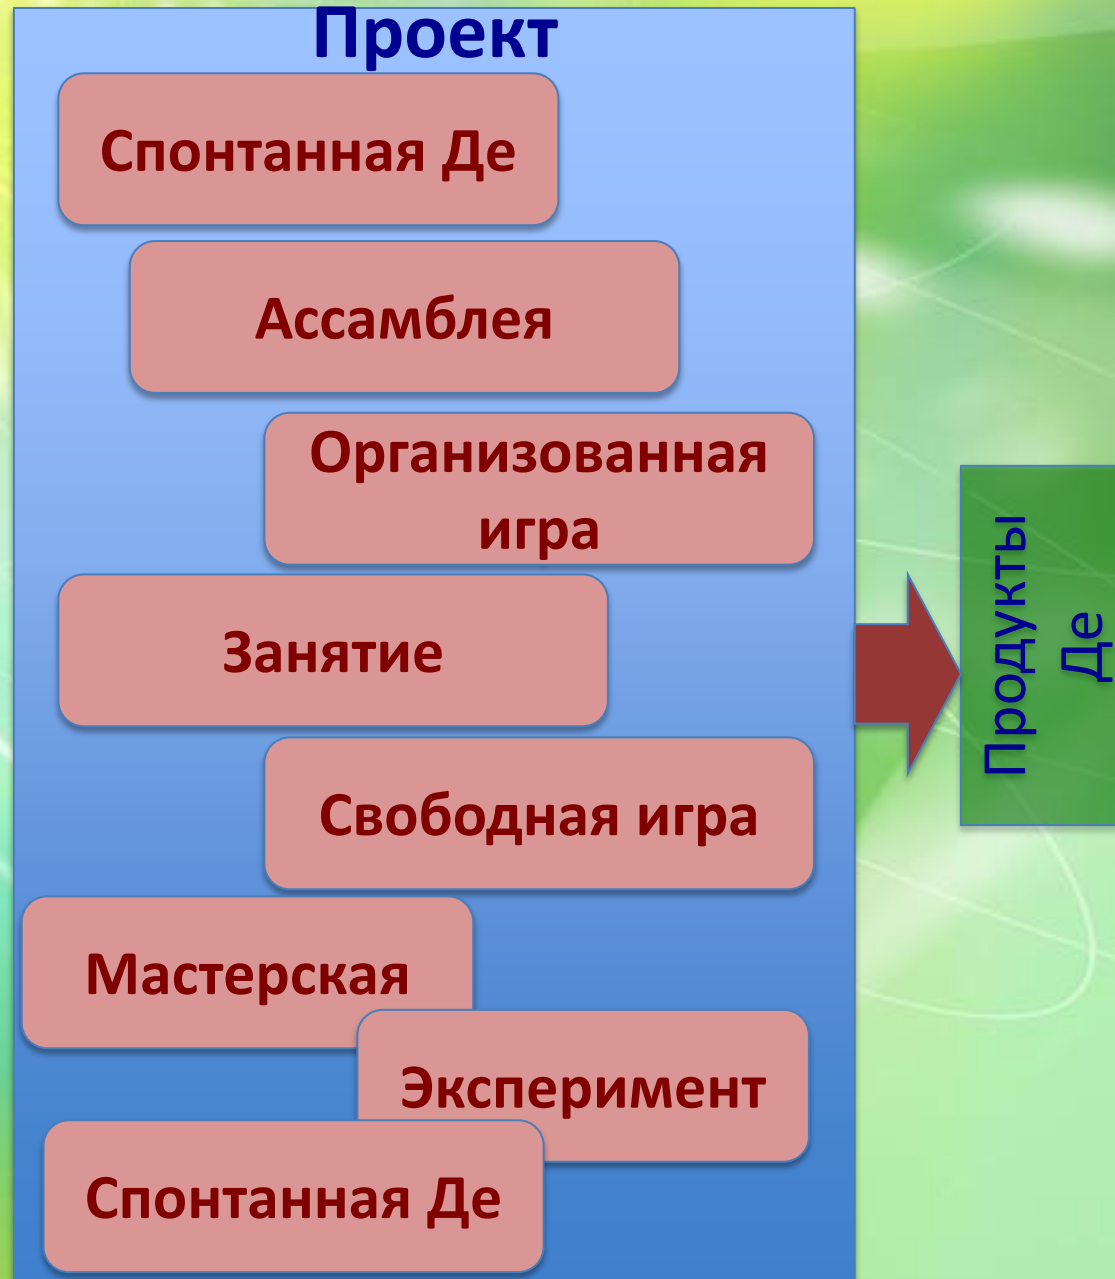 Проект
Спонтанная Де
Ассамблея
Организованная
игра
Занятие
Свободная игра
Мастерская
Эксперимент
Спонтанная Де
Продукты
Де